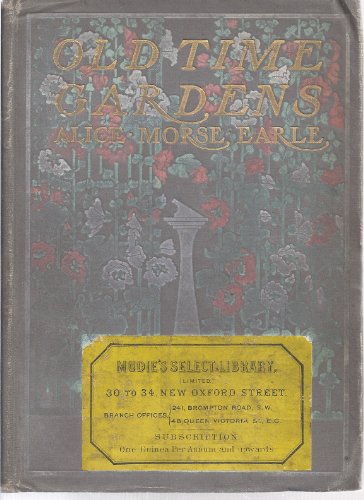 OLD TIME
GARDENS
ALICE · MORSE EARLE
MUDIE'S SELECT LIBRARY,
(LIMITED.)
30 TO 34, NEW OXFORD STREET.
BRANCH OFFICES, { 241, BROMPTON ROAD, S.W.
48, QUEEN VICTORIA ST., E.C.
SUBSCRIPTION
One Guinea Per Annum and upwards